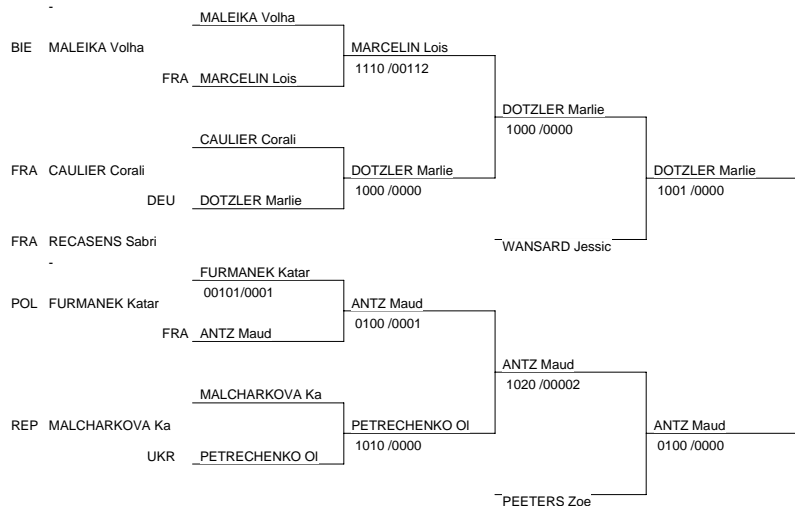 -
MALEIKA Volha
BIE MALEIKA Volha
MARCELIN Lois
1110 /00112
FRA MARCELIN Lois
DOTZLER Marlie
1000 /0000
CAULIER Corali
FRA CAULIER Corali
DOTZLER Marlie
1000 /0000
DOTZLER Marlie
1001 /0000
DEU DOTZLER Marlie
FRA RECASENS Sabri
WANSARD Jessic
-
FURMANEK Katar
00101/0001
POL FURMANEK Katar
ANTZ Maud
0100 /0001
FRA ANTZ Maud
ANTZ Maud
1020 /00002
MALCHARKOVA Ka
REP MALCHARKOVA Ka
PETRECHENKO Ol
1010 /0000
ANTZ Maud
0100 /0000
UKR PETRECHENKO Ol
PEETERS Zoe